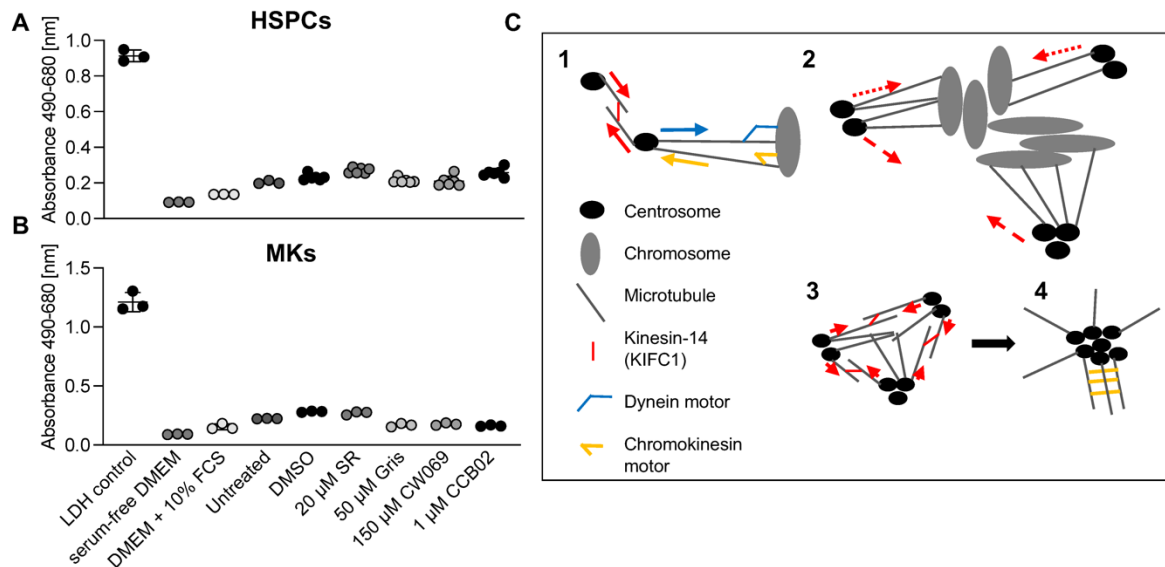 A
HSPCs
Absorbance 490-680 [nm]
1.0
0.8
0.6
0.4
0.2
0.0
B
MKs
Absorbance 490-680 [nm]
1.5
1.0
0.5
0.0
LDH control
serum-free DMEM
DMEM + 10% FCS
Untreated
DMSO
20 µM SR
50 µM Gris
150 µM CW069
1 µM CCB02
C
1
2
Centrosome
Chromosome
Microtubule
Kinesin-14
(KIFC1)
Dynein motor
Chromokinesin
motor
3
4